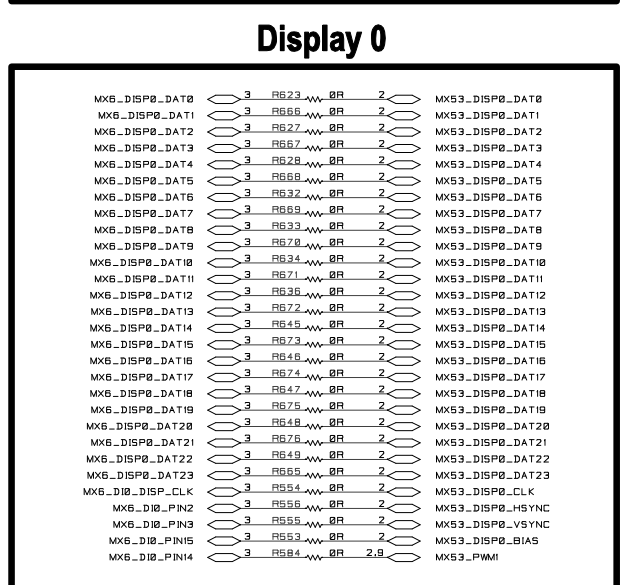 Display 0
MX6_DISP0_DAT0 3 R623 0R 2 MX53_DISP0_DAT0
MX6_DISP0_DAT1 3 R666 0R 2 MX53_DISP0_DAT1
MX6_DISP0_DAT2 3 R627 0R 2 MX53_DISP0_DAT2
MX6_DISP0_DAT3 3 R667 0R 2 MX53_DISP0_DAT3
MX6_DISP0_DAT4 3 R628 0R 2 MX53_DISP0_DAT4
MX6_DISP0_DAT5 3 R668 0R 2 MX53_DISP0_DAT5
MX6_DISP0_DAT6 3 R632 0R 2 MX53_DISP0_DAT6
MX6_DISP0_DAT7 3 R669 0R 2 MX53_DISP0_DAT7
MX6_DISP0_DAT8 3 R633 0R 2 MX53_DISP0_DAT8
MX6_DISP0_DAT9 3 R670 0R 2 MX53_DISP0_DAT9
MX6_DISP0_DAT10 3 R634 0R 2 MX53_DISP0_DAT10
MX6_DISP0_DAT11 3 R671 0R 2 MX53_DISP0_DAT11
MX6_DISP0_DAT12 3 R636 0R 2 MX53_DISP0_DAT12
MX6_DISP0_DAT13 3 R672 0R 2 MX53_DISP0_DAT13
MX6_DISP0_DAT14 3 R645 0R 2 MX53_DISP0_DAT14
MX6_DISP0_DAT15 3 R673 0R 2 MX53_DISP0_DAT15
MX6_DISP0_DAT16 3 R646 0R 2 MX53_DISP0_DAT16
MX6_DISP0_DAT17 3 R674 0R 2 MX53_DISP0_DAT17
MX6_DISP0_DAT18 3 R647 0R 2 MX53_DISP0_DAT18
MX6_DISP0_DAT19 3 R675 0R 2 MX53_DISP0_DAT19
MX6_DISP0_DAT20 3 R648 0R 2 MX53_DISP0_DAT20
MX6_DISP0_DAT21 3 R676 0R 2 MX53_DISP0_DAT21
MX6_DISP0_DAT22 3 R649 0R 2 MX53_DISP0_DAT22
MX6_DISP0_DAT23 3 R665 0R 2 MX53_DISP0_DAT23
MX6_DI0_DISP_CLK 3 R554 0R 2 MX53_DISP0_CLK
MX6_DI0_PIN2 3 R556 0R 2 MX53_DISP0_HSYNC
MX6_DI0_PIN3 3 R555 0R 2 MX53_DISP0_VSYNC
MX6_DI0_PIN15 3 R553 0R 2 MX53_DISP0_BIAS
MX6_DI0_PIN14 3 R584 0R 2,9 MX53_PWM1